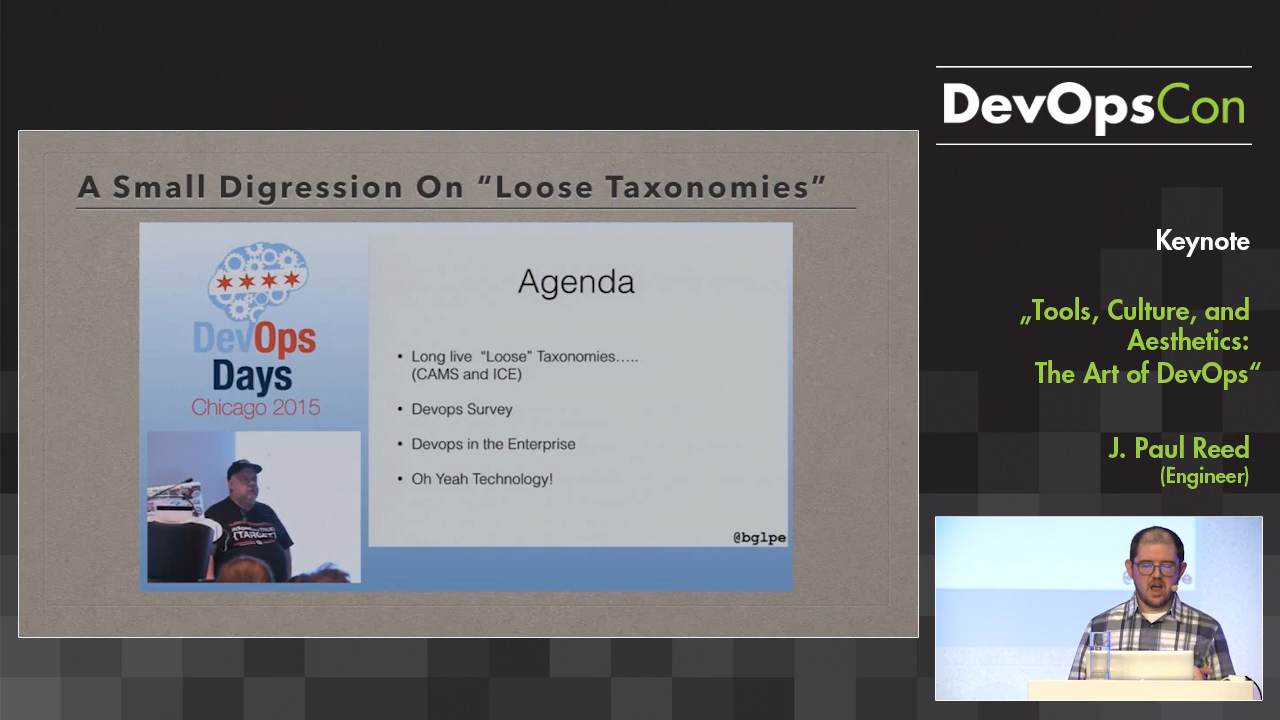 DevOpsCon
A Small Digression On “Loose Taxonomies”
DevOps
Days
Chicago 2015
Agenda
• Long live “Loose” Taxonomies.....
(CAMS and ICE)
• Devops Survey
• Devops in the Enterprise
• Oh Yeah Technology!
@bglpe
(TARGET)
Keynote
„Tools, Culture, and
Aesthetics:
The Art of DevOps“
J. Paul Reed
(Engineer)